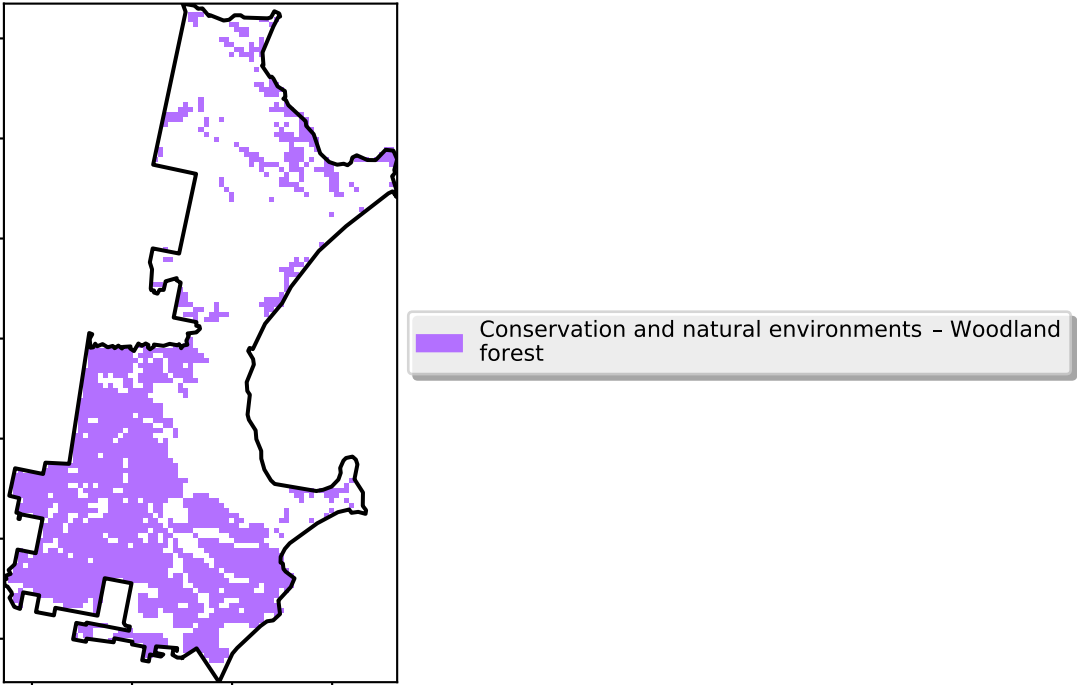 Conservation and natural environments – Woodland
forest